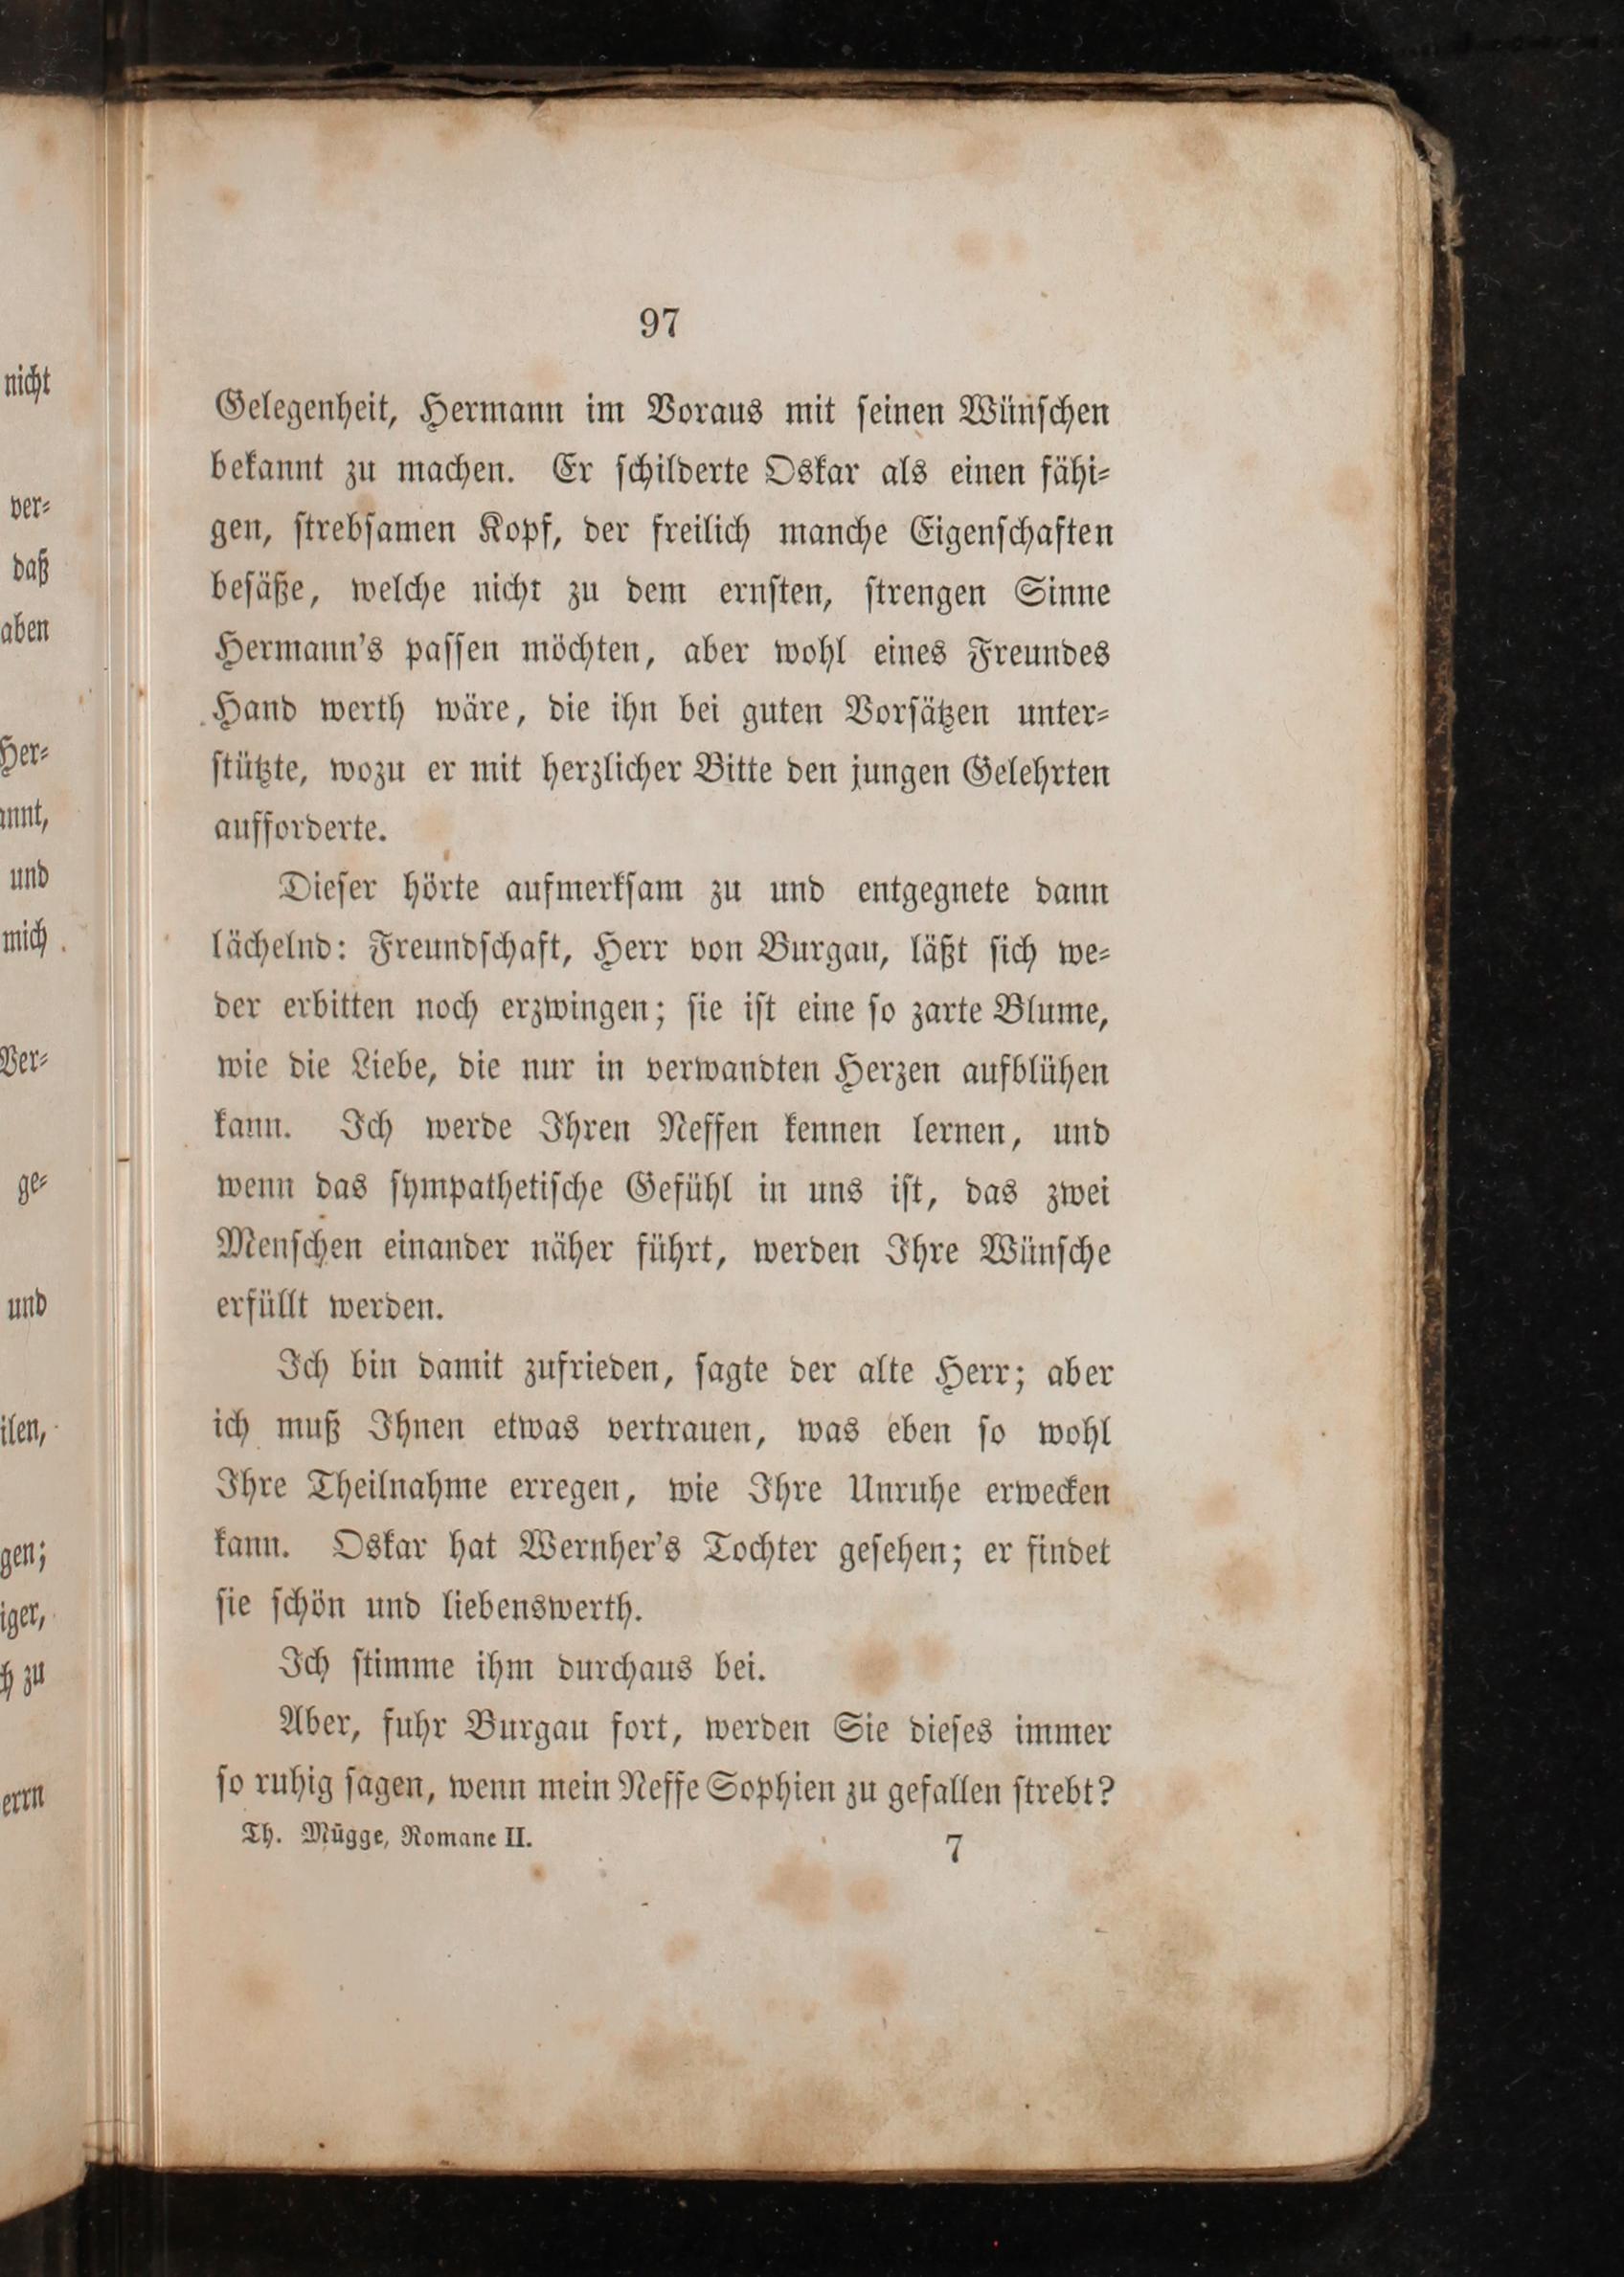 97
Gelegenheit, Hermann im Voraus mit seinen Wünschen
bekannt zu machen. Er schilderte Oskar als einen fähi-
gen, strebsamen Kopf, der freilich manche Eigenschaften
besäße, welche nicht zu dem ernsten, strengen Sinne
Hermann's passen möchten, aber wohl eines Freundes
Hand werth wäre, die ihn bei guten Vorsätzen unter-
stützte, wozu er mit herzlicher Bitte den jungen Gelehrten
aufforderte.
Dieser hörte aufmerksam zu und entgegnete dann
lächelnd: Freundschaft, Herr von Burgau, läßt sich we-
der erbitten noch erzwingen; sie ist eine so zarte Blume,
wie die Liebe, die nur in verwandten Herzen aufblühen
kann. Ich werde Ihren Neffen kennen lernen, und
wenn das sympathetische Gefühl in uns ist, das zwei
Menschen einander näher führt, werden Ihre Wünsche
erfüllt werden.
Ich bin damit zufrieden, sagte der alte Herr; aber
ich muß Ihnen etwas vertrauen, was eben so wohl
Ihre Theilnahme erregen, wie Ihre Unruhe erwecken
kann. Oskar hat Wernher's Tochter gesehen; er findet
sie schön und liebenswerth.
Ich stimme ihm durchaus bei.
Aber, fuhr Burgau fort, werden Sie dieses immer
so ruhig sagen, wenn mein Neffe Sophien zu gefallen strebt?
Th. Mügge, Romane II. 7